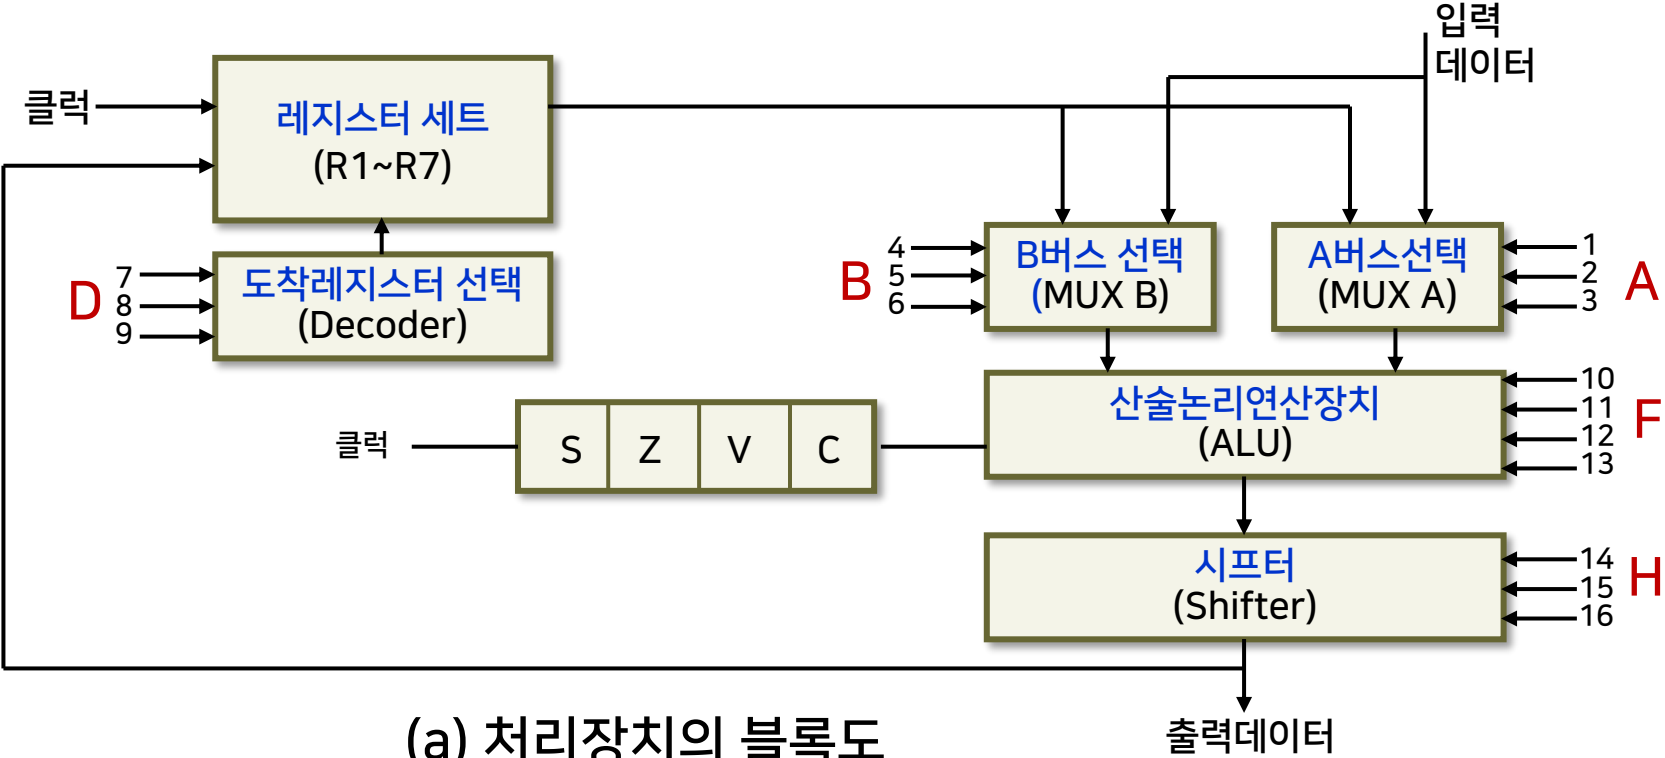 입력
데이터
클럭
레지스터 세트
(R1~R7)
D
7
8
9
도착레지스터 선택
(Decoder)
B
4
5
6
B버스 선택
(MUX B)
A버스선택
(MUX A)
1
2
3
A
클럭
S Z V C
산술논리연산장치
(ALU)
10
11
12
13
F
시프터
(Shifter)
14
15
16
H
출력데이터
(a) 처리장치의 블록도